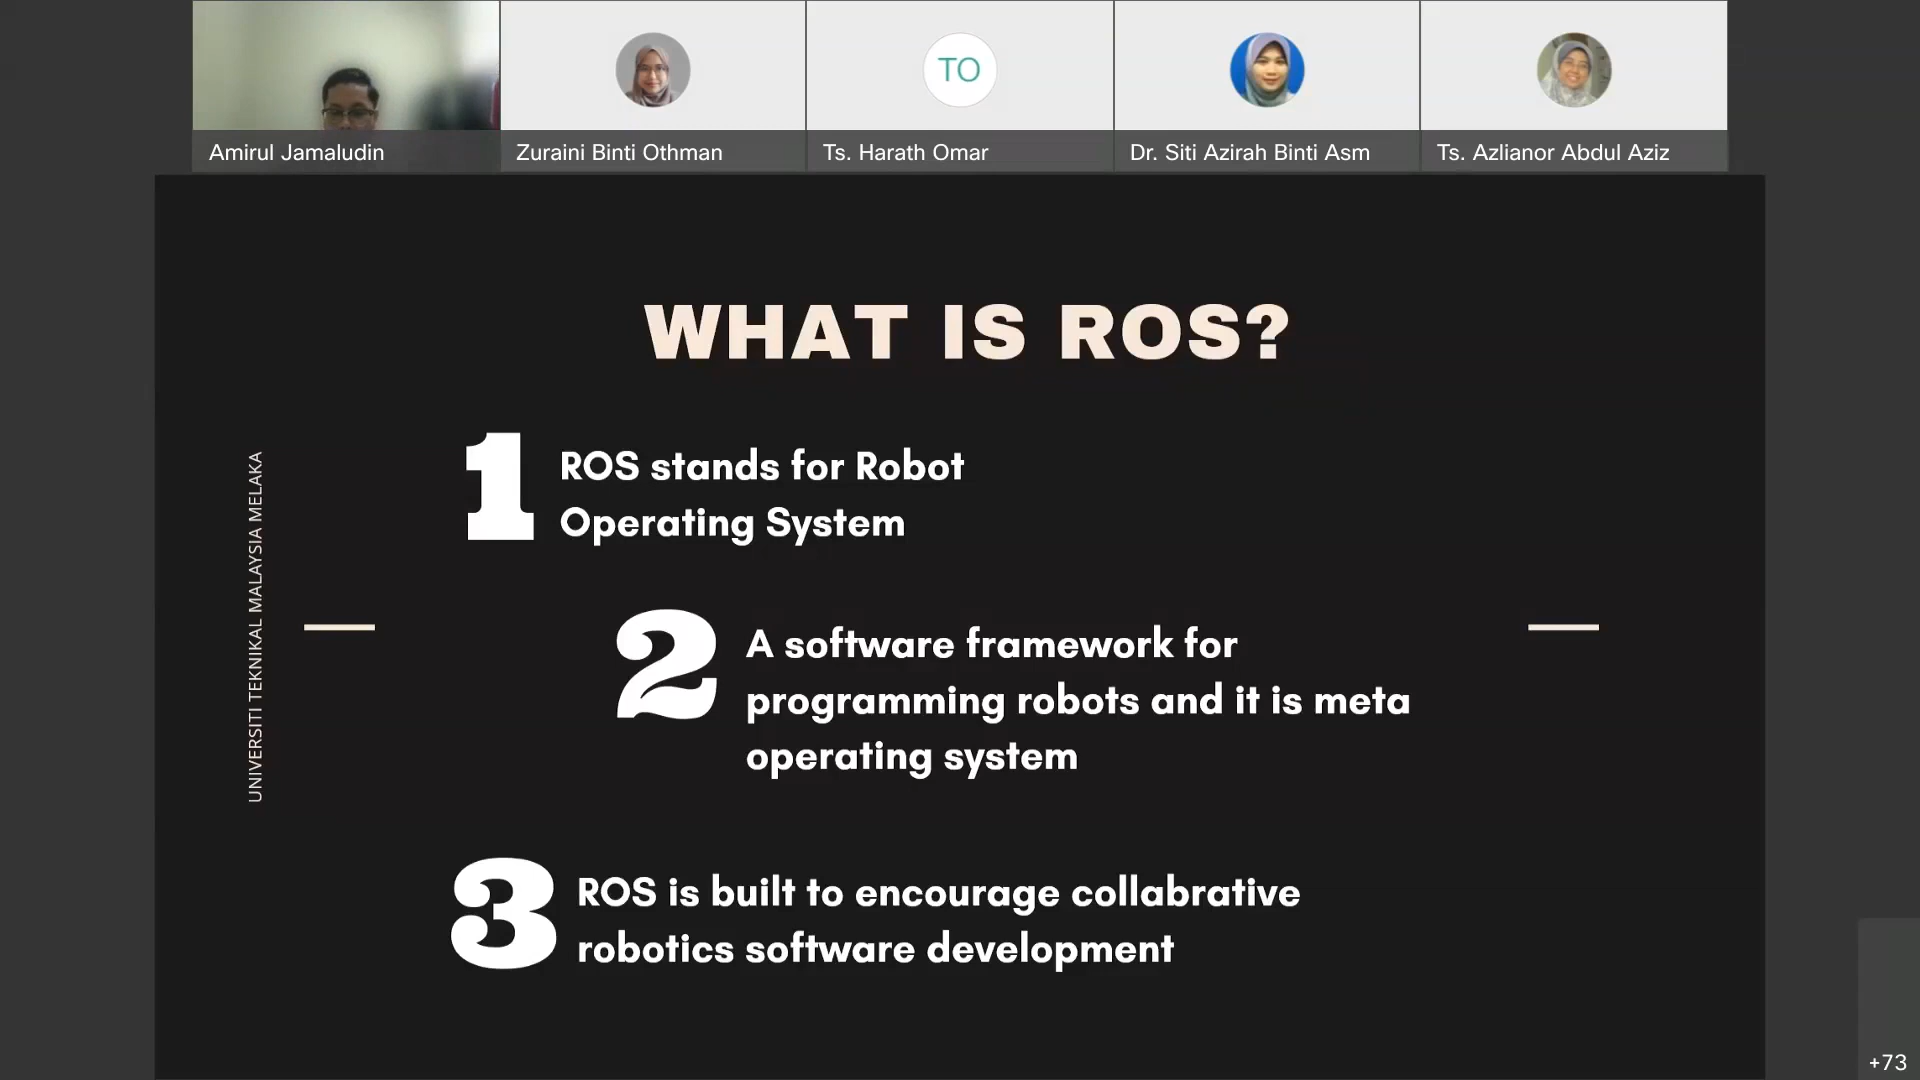 Amirul Jamaludin
Zuraini Binti Othman
TO
Ts. Harath Omar
Dr. Siti Azirah Binti Asm
Ts. Azlianor Abdul Aziz
WHAT IS ROS?
UNIVERSITI TEKNIKAL MALAYSIA MELAKA
1
ROS stands for Robot
Operating System
2
A software framework for
programming robots and it is meta
operating system
3
ROS is built to encourage collabrative
robotics software development
+73